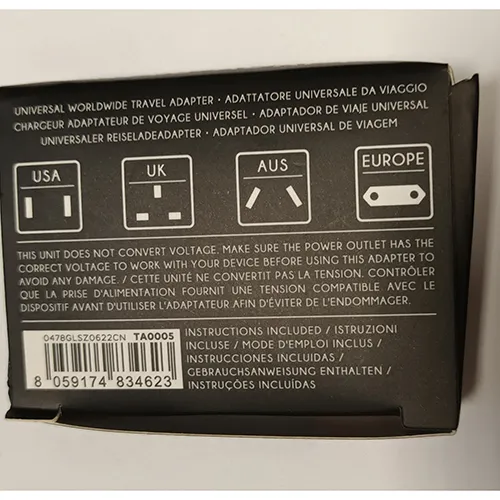 UNIVERSAL WORLDWIDE TRAVEL ADAPTER • ADATTATORE UNIVERSALE DA VIAGGIO
CHARGEUR ADAPTATEUR DE VOYAGE UNIVERSEL • ADAPTADOR DE VIAJE UNIVERSAL
UNIVERSALER REISELADEADAPTER • ADAPTADOR UNIVERSAL DE VIAGEM
USA UK AUS EUROPE
THIS UNIT DOES NOT CONVERT VOLTAGE. MAKE SURE THE POWER OUTLET HAS THE
CORRECT VOLTAGE TO WORK WITH YOUR DEVICE BEFORE USING THIS ADAPTER TO
AVOID ANY DAMAGE. / CETTE UNITÉ NE CONVERTIT PAS LA TENSION. CONTRÔLER
QUE LA PRISE D'ALIMENTATION FOURNIT UNE TENSION COMPATIBLE AVEC LE
DISPOSITIF AVANT D'UTILISER L'ADAPTATEUR AFIN D'ÉVITER DE L'ENDOMMAGER.
0478GLSZ0622CN TA0005
8 059174 834623
INSTRUCTIONS INCLUDED / ISTRUZIONI
INCLUSE / MODE D'EMPLOI INCLUS /
INSTRUCCIONES INCLUIDAS /
GEBRAUCHSANWEISUNG ENTHALTEN /
INSTRUÇÕES INCLUÍDAS